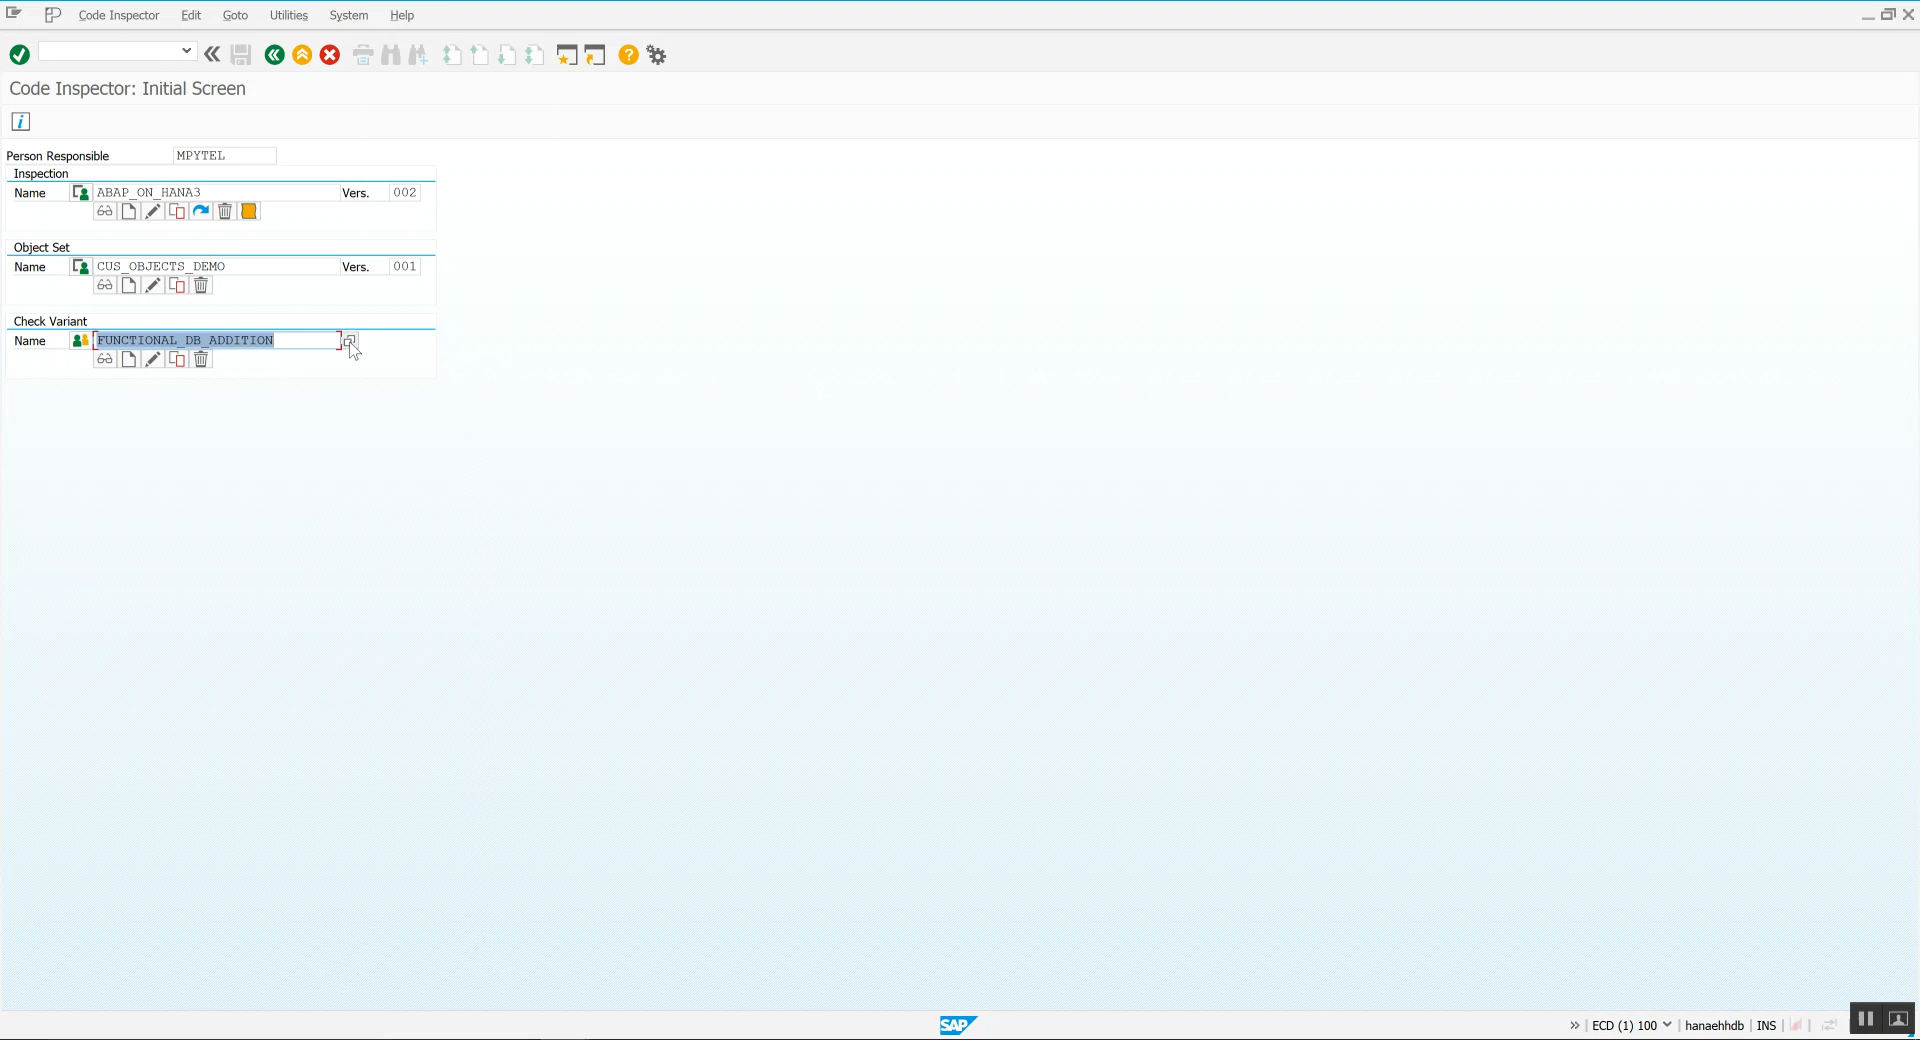 Code Inspector Edit Goto Utilities System Help
Code Inspector: Initial Screen
Person Responsible MPYTEL
Inspection
Name ABAP_ON_HANA3 Vers. 002
Object Set
Name CUS_OBJECTS_DEMO Vers. 001
Check Variant
Name FUNCTIONAL_DB_ADDITION
SAP ECD (1) 100 hanaehhdb INS